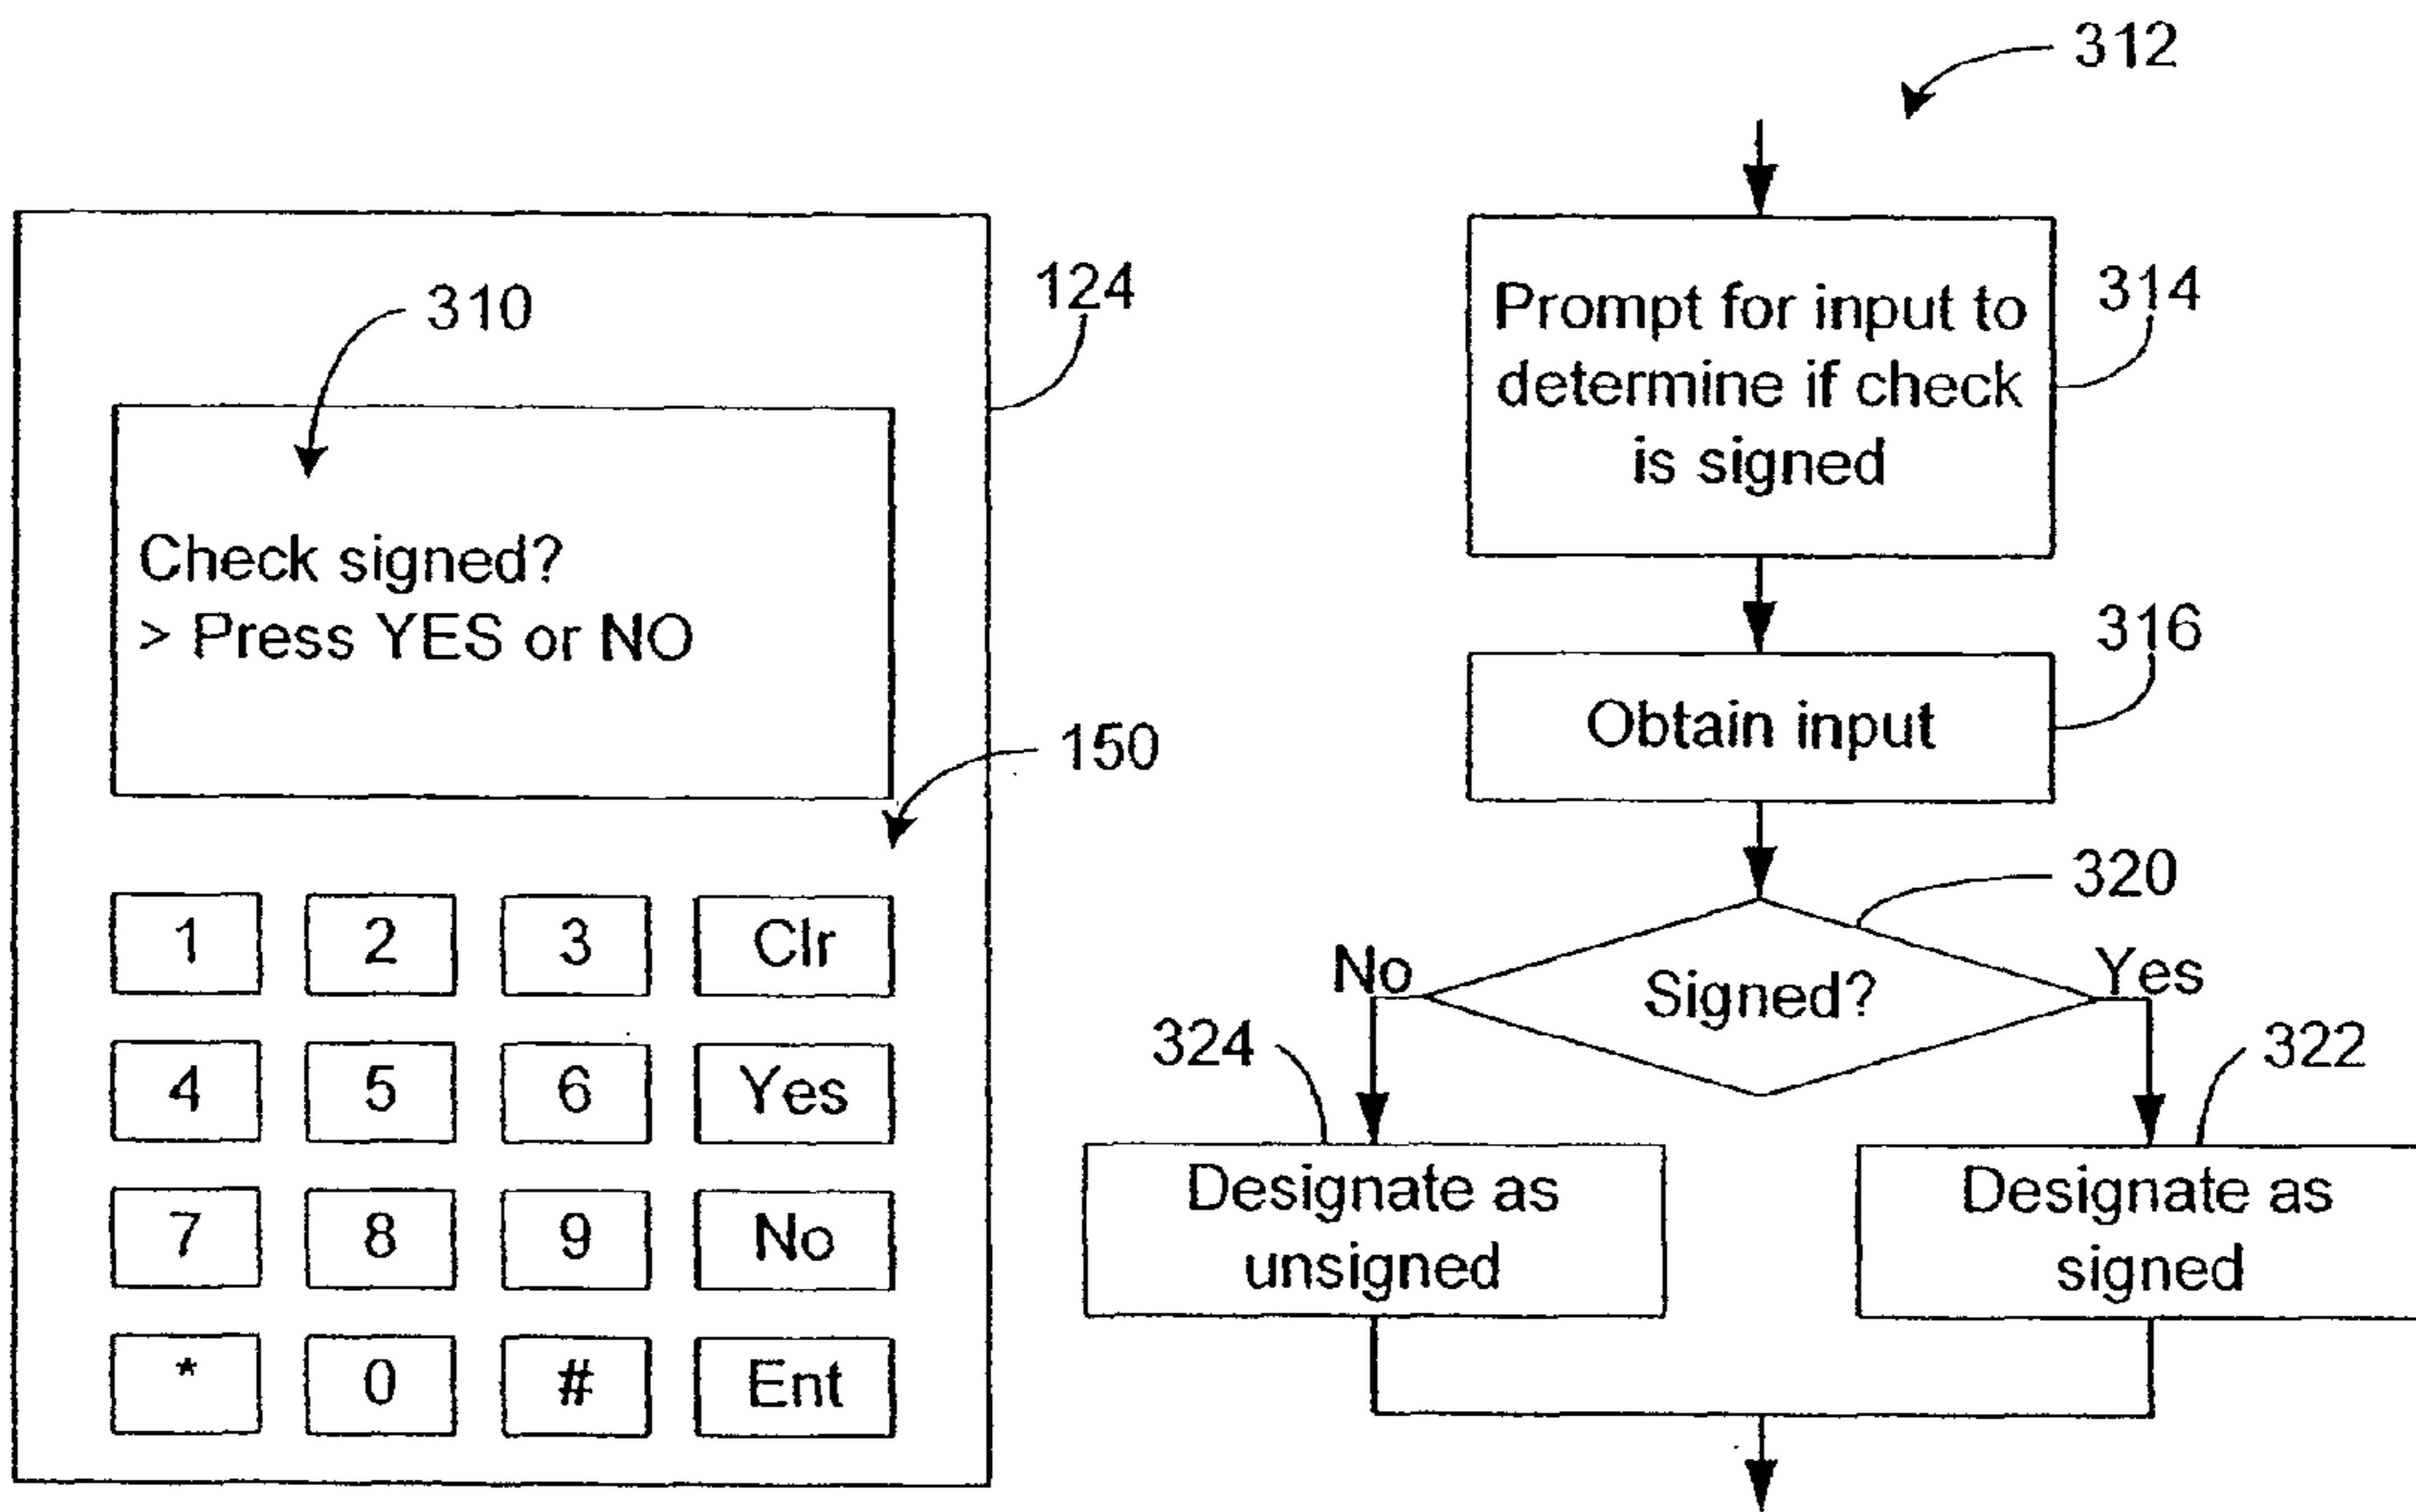 310
124
Check signed?
> Press YES or NO
150
1 2 3 Clr
4 5 6 Yes
7 8 9 No
* 0 # Ent
312
Prompt for input to
determine if check
is signed
314
Obtain input
316
320
Signed?
No
Yes
324
322
Designate as
unsigned
Designate as
signed